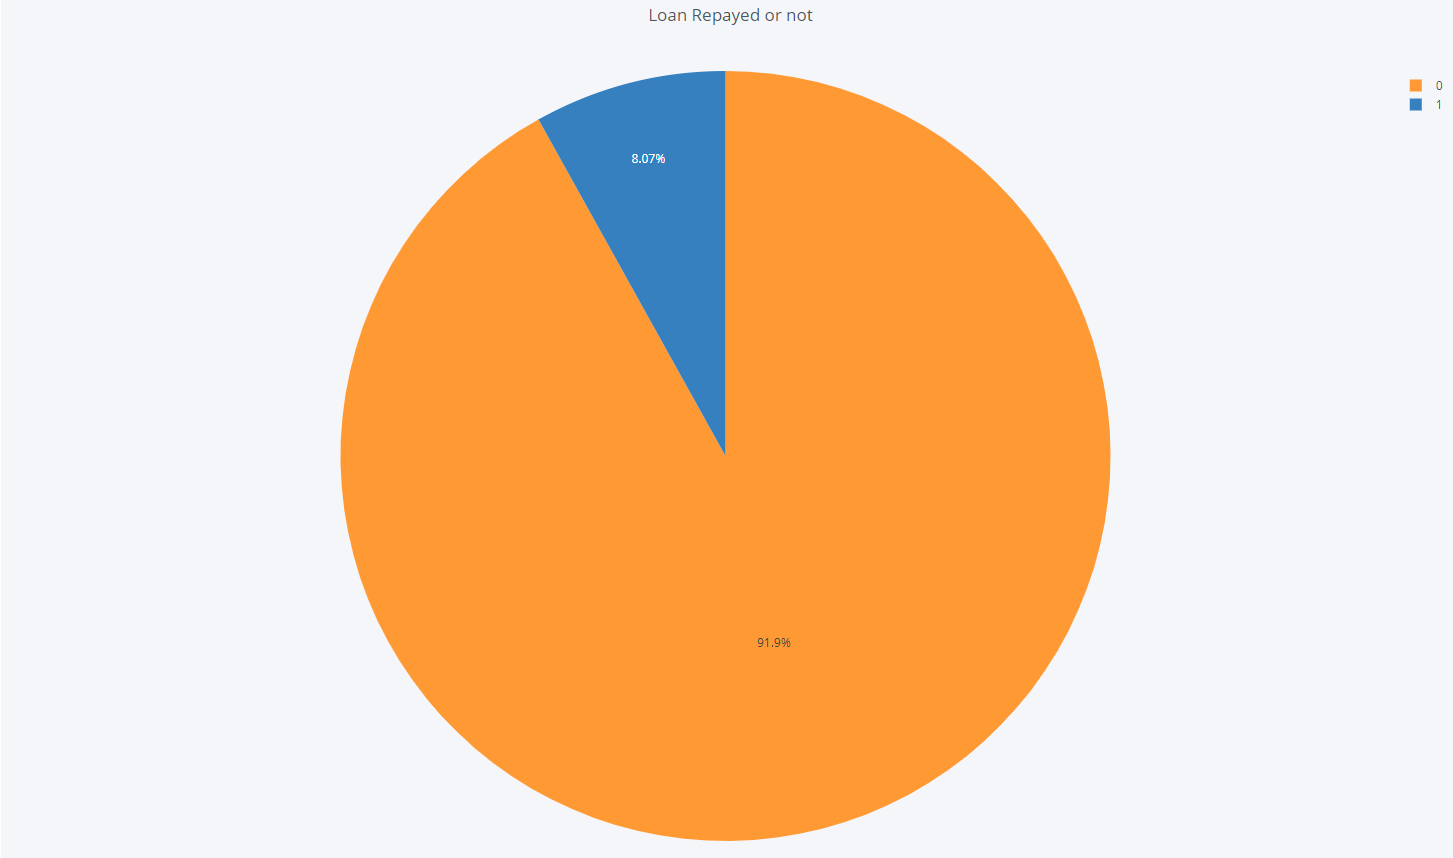 Loan Repayed or not
0
1
8.07%
91.9%